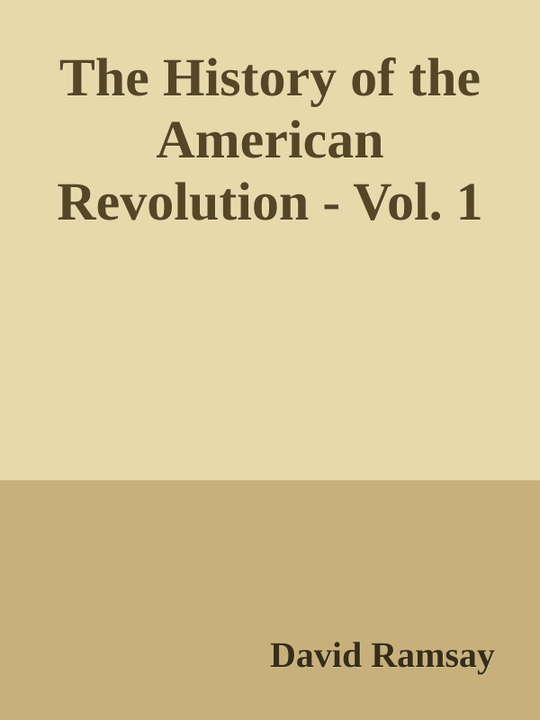 The History of the
American
Revolution - Vol. 1
David Ramsay